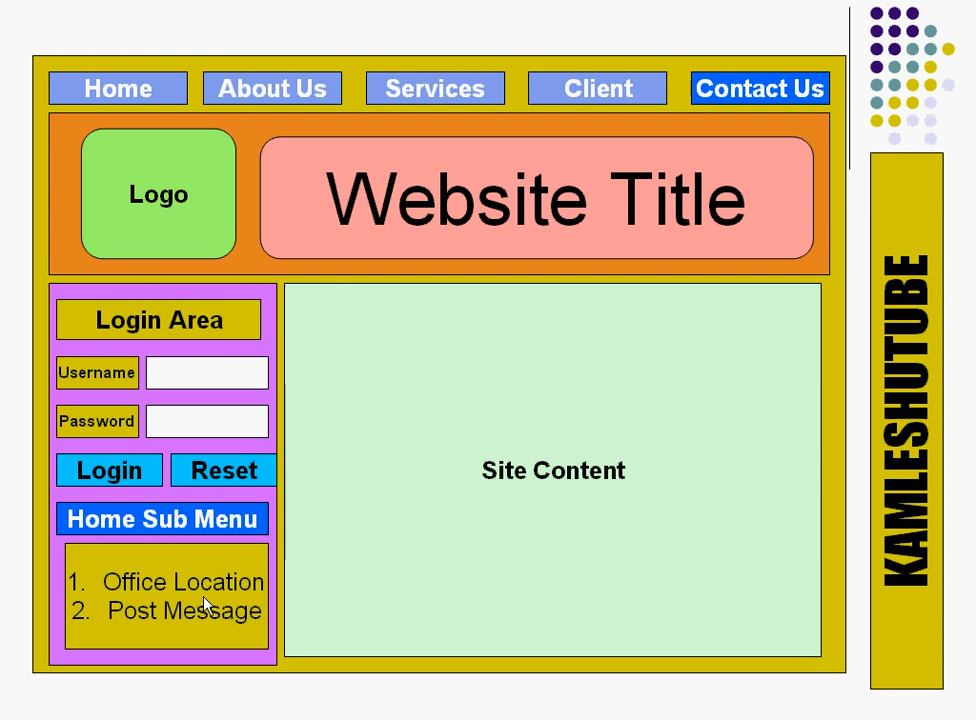 Home
About Us
Services
Client
Contact Us
Logo
Website Title
Login Area
Username
Password
Login
Reset
Home Sub Menu
1. Office Location
2. Post Message
Site Content
KAMLESHUTUBE